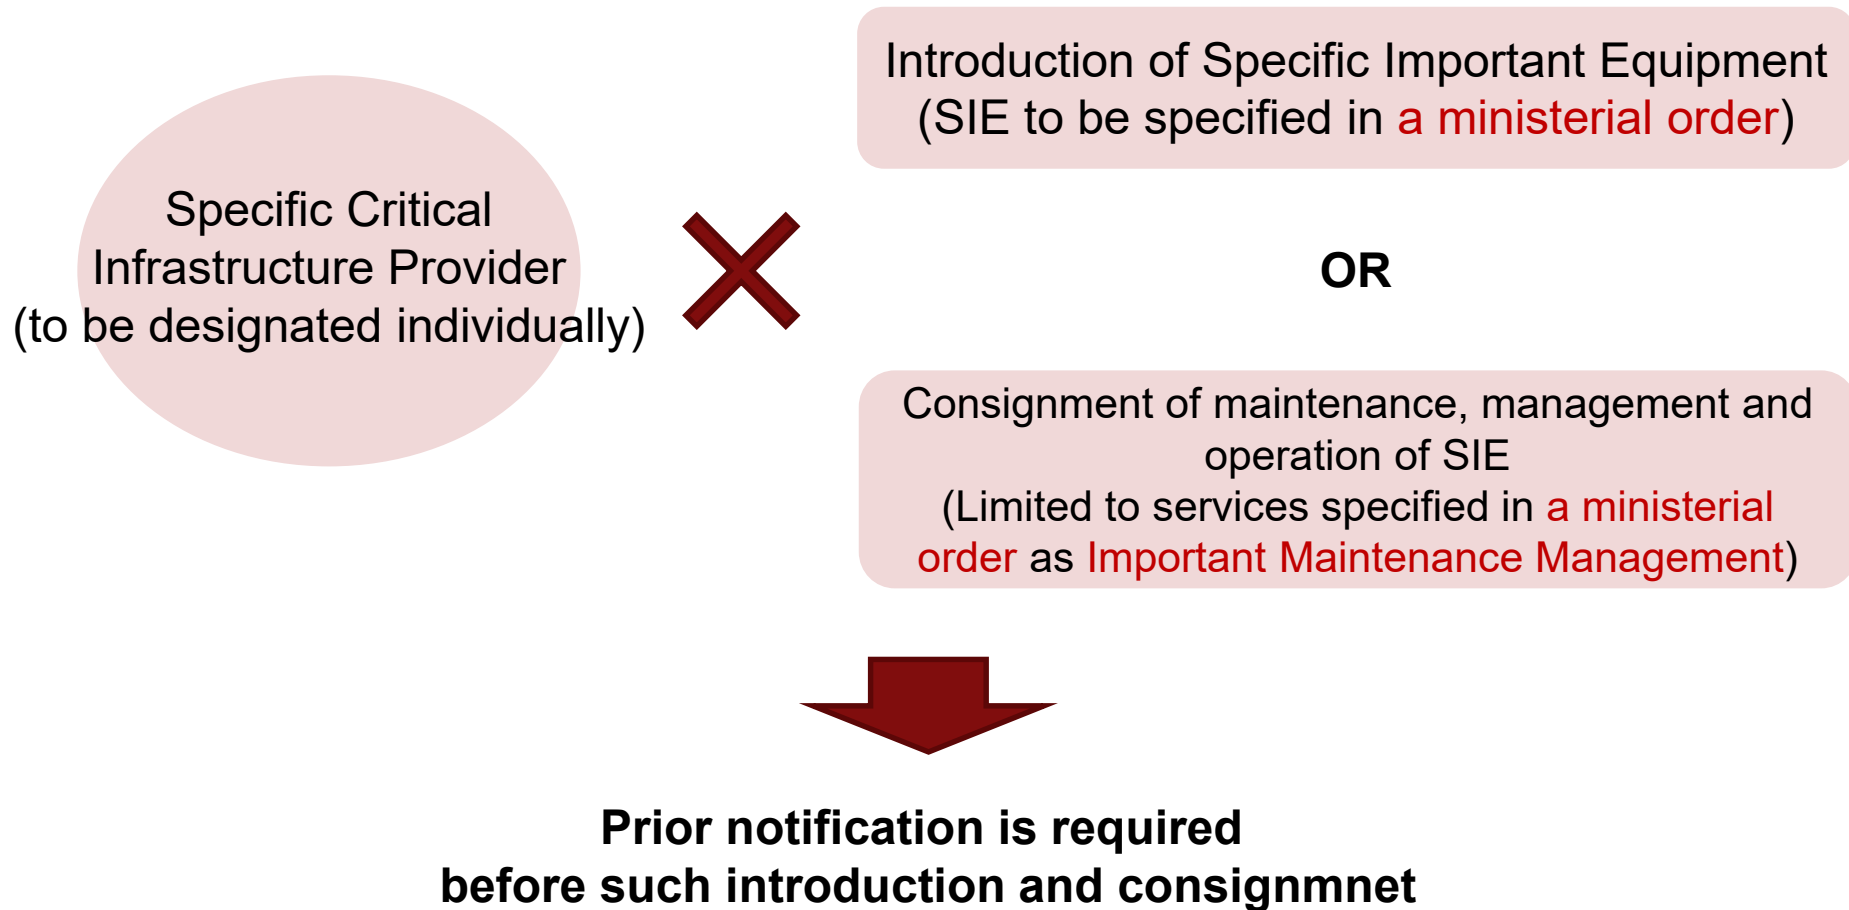 Specific Critical
Infrastructure Provider
(to be designated individually)
Introduction of Specific Important Equipment
(SIE to be specified in a ministerial order)
OR
Consignment of maintenance, management and
operation of SIE
(Limited to services specified in a ministerial
order as Important Maintenance Management)
Prior notification is required
before such introduction and consignmnet